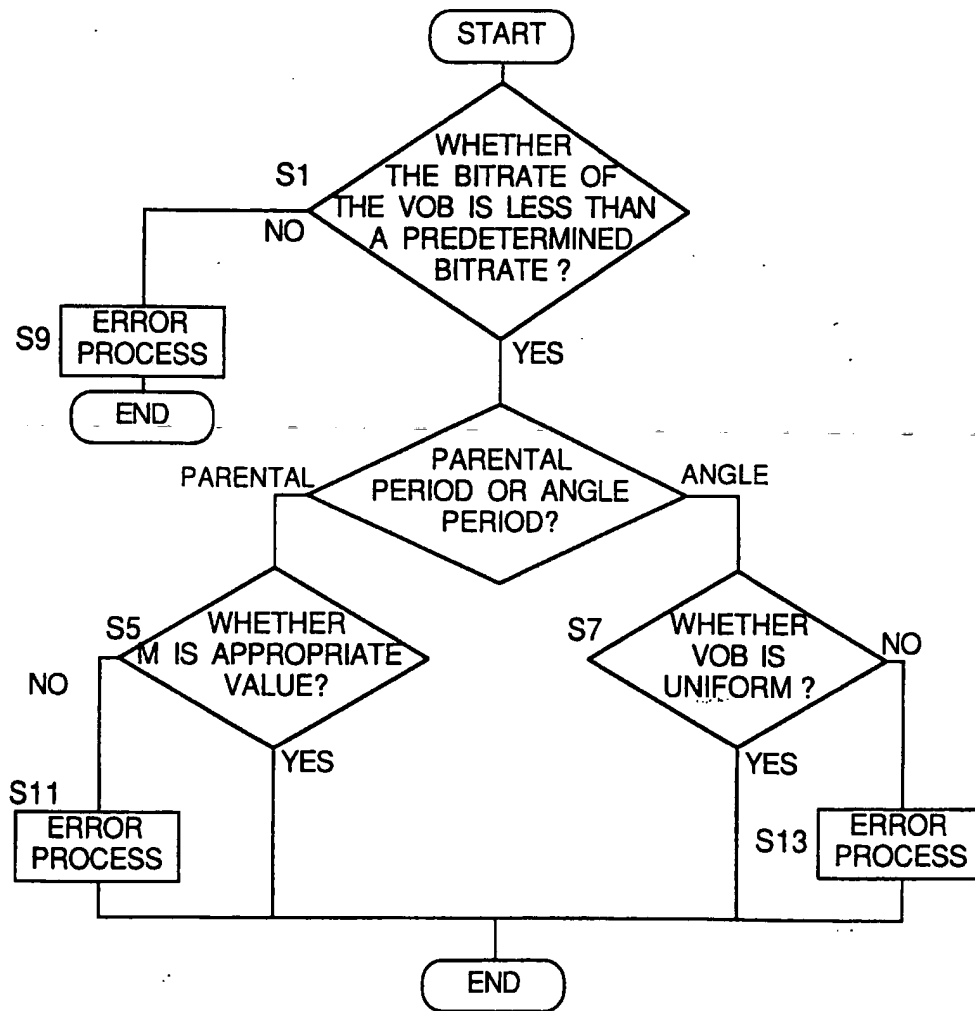 START
S1
WHETHER
THE BITRATE OF
THE VOB IS LESS THAN
A PREDETERMINED
BITRATE ?
NO
YES
S9
ERROR
PROCESS
END
PARENTAL
PERIOD OR ANGLE
PERIOD?
PARENTAL
ANGLE
S5
WHETHER
M IS APPROPRIATE
VALUE?
NO
YES
S7
WHETHER
VOB IS
UNIFORM ?
NO
YES
S11
ERROR
PROCESS
S13
ERROR
PROCESS
END